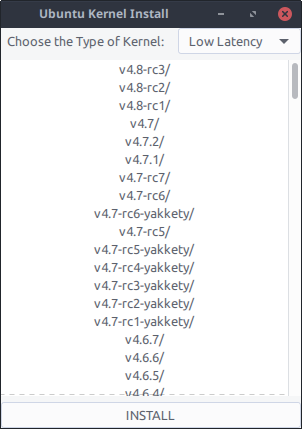 Ubuntu Kernel Install
Choose the Type of Kernel: Low Latency
v4.8-rc3/
v4.8-rc2/
v4.8-rc1/
v4.7/
v4.7.2/
v4.7.1/
v4.7-rc7/
v4.7-rc6/
v4.7-rc6-yakkety/
v4.7-rc5/
v4.7-rc5-yakkety/
v4.7-rc4-yakkety/
v4.7-rc3-yakkety/
v4.7-rc2-yakkety/
v4.7-rc1-yakkety/
v4.6.7/
v4.6.6/
v4.6.5/
v4.6.4/
INSTALL